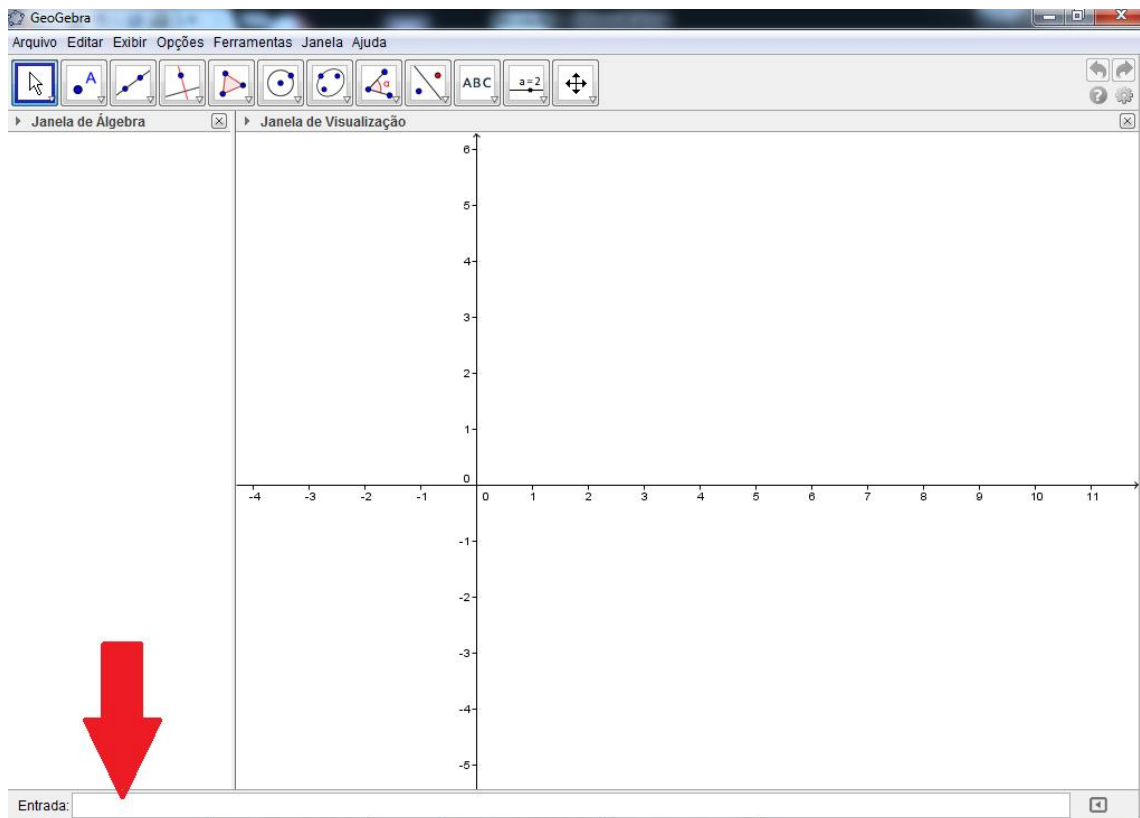 GeoGebra
Arquivo Editar Exibir Opções Ferramentas Janela Ajuda
A α ABC a=2
Janela de Álgebra
Janela de Visualização
6
5
4
3
2
1
0
-4 -3 -2 -1 0 1 2 3 4 5 6 7 8 9 10 11
-1
-2
-3
-4
-5
Entrada: